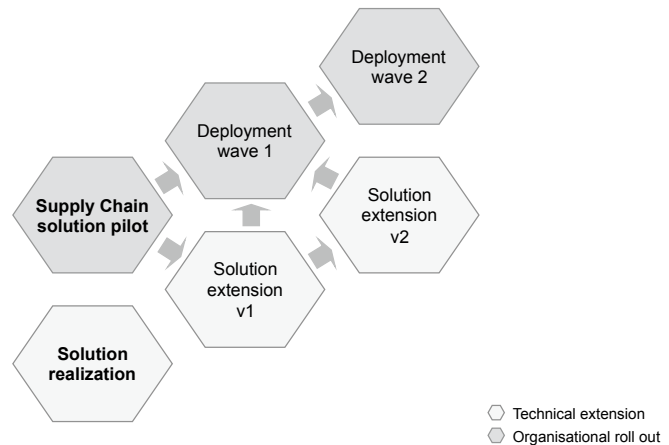 Deployment
wave 2
Deployment
wave 1
Supply Chain
solution pilot
Solution
extension
v2
Solution
extension
v1
Solution
realization
Technical extension
Organisational roll out